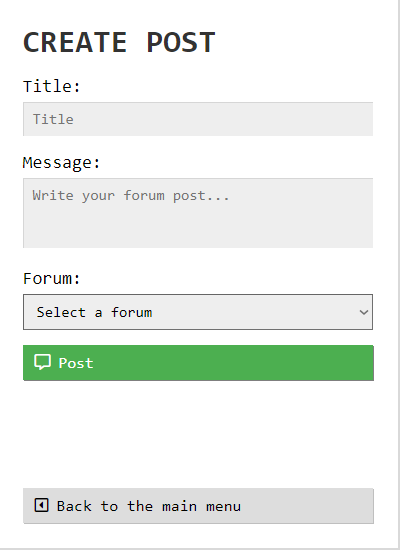 CREATE POST
Title:
Title
Message:
Write your forum post...
Forum:
Select a forum
Post
Back to the main menu